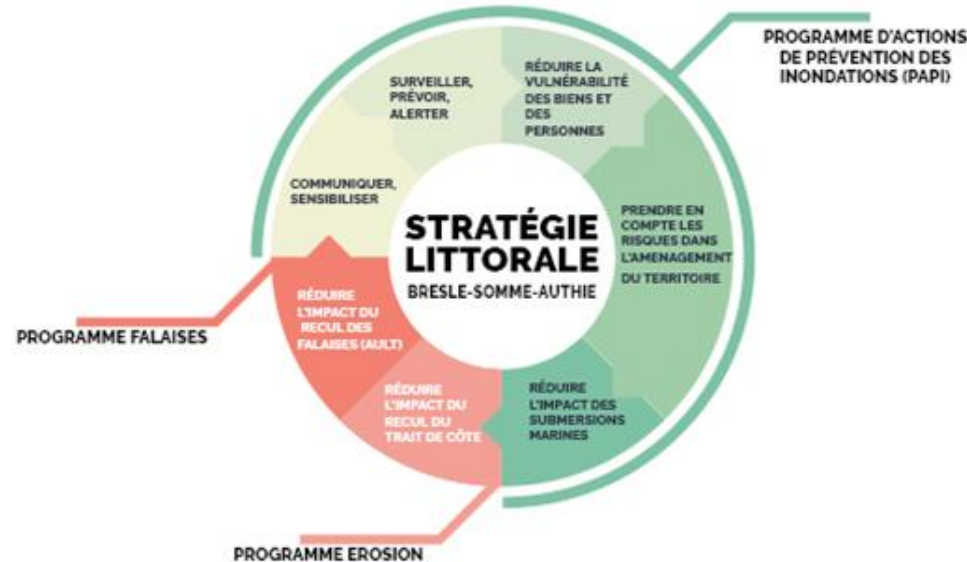 PROGRAMME D'ACTIONS
DE PRÉVENTION DES
INONDATIONS (PAPI)
SURVEILLER,
PRÉVOIR,
ALERTER
RÉDUIRE LA
VULNÉRABILITÉ
DES BIENS ET
DES
PERSONNES
COMMUNIQUER,
SENSIBILISER
STRATÉGIE
LITTORALE
BRESLE-SOMME-AUTHIE
PRENDRE EN
COMPTE LES
RISQUES DANS
L'AMENAGEMENT
DU TERRITOIRE
RÉDUIRE
L'IMPACT DU
RECUL DES
FALAISES (AULT)
PROGRAMME FALAISES
RÉDUIRE
L'IMPACT DU
RECUL DU
TRAIT DE CÔTE
RÉDUIRE
L'IMPACT DES
SUBMERSIONS
MARINES
PROGRAMME EROSION